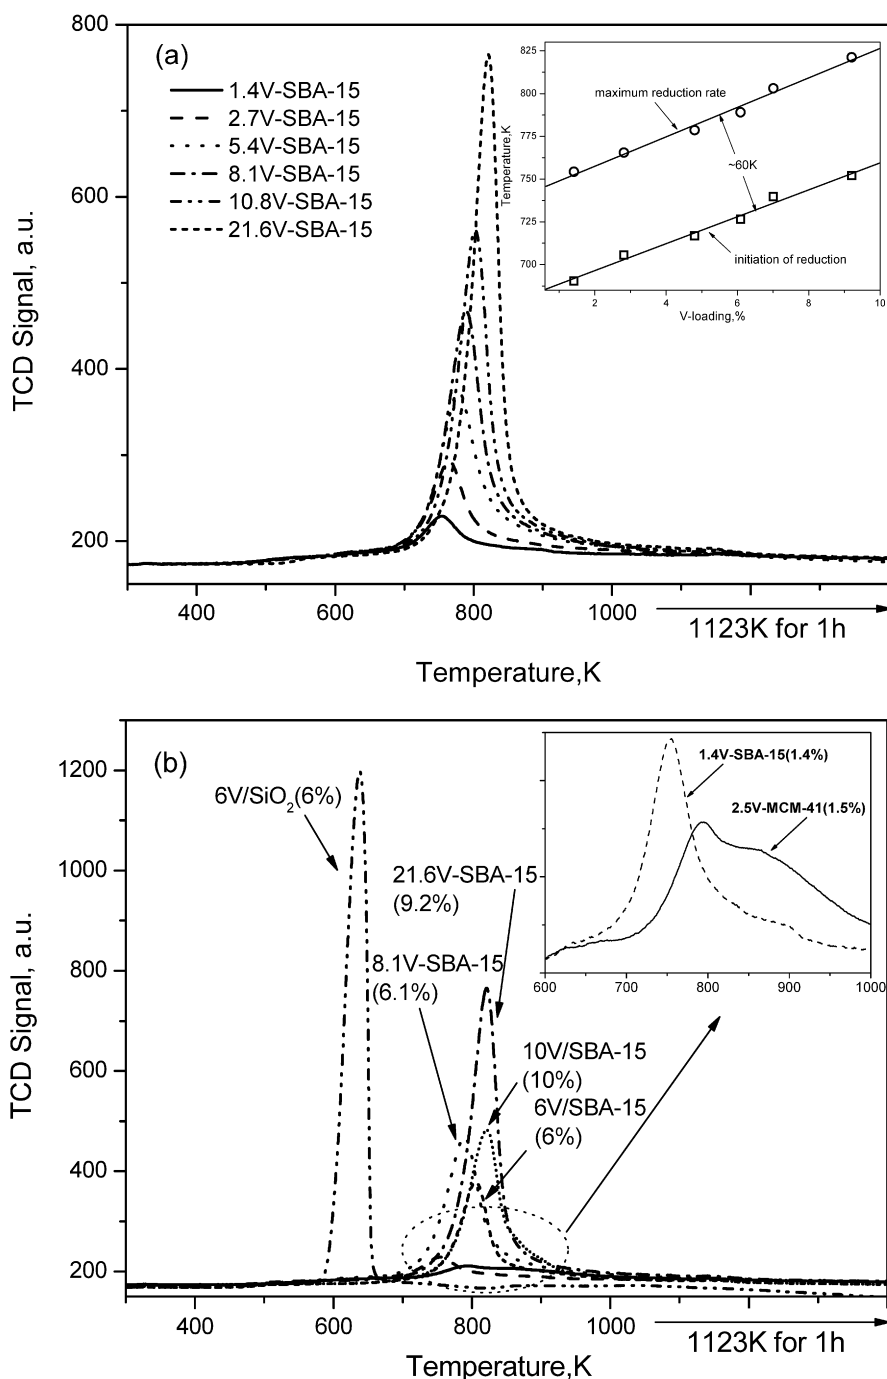 (a)
800
600
400
200
TCD Signal, a.u.
1.4V-SBA-15
2.7V-SBA-15
5.4V-SBA-15
8.1V-SBA-15
10.8V-SBA-15
21.6V-SBA-15
825
800
775
750
725
700
Temperature,K
maximum reduction rate
~60K
initiation of reduction
2 4 6 8 10
V-loading,%
400 600 800 1000
1123K for 1h
Temperature,K
(b)
1200
1000
800
600
400
200
TCD Signal, a.u.
6V/SiO2(6%)
21.6V-SBA-15
(9.2%)
8.1V-SBA-15
(6.1%)
10V/SBA-15
(10%)
6V/SBA-15
(6%)
1.4V-SBA-15(1.4%)
2.5V-MCM-41(1.5%)
600 700 800 900 1000
400 600 800 1000
1123K for 1h
Temperature,K